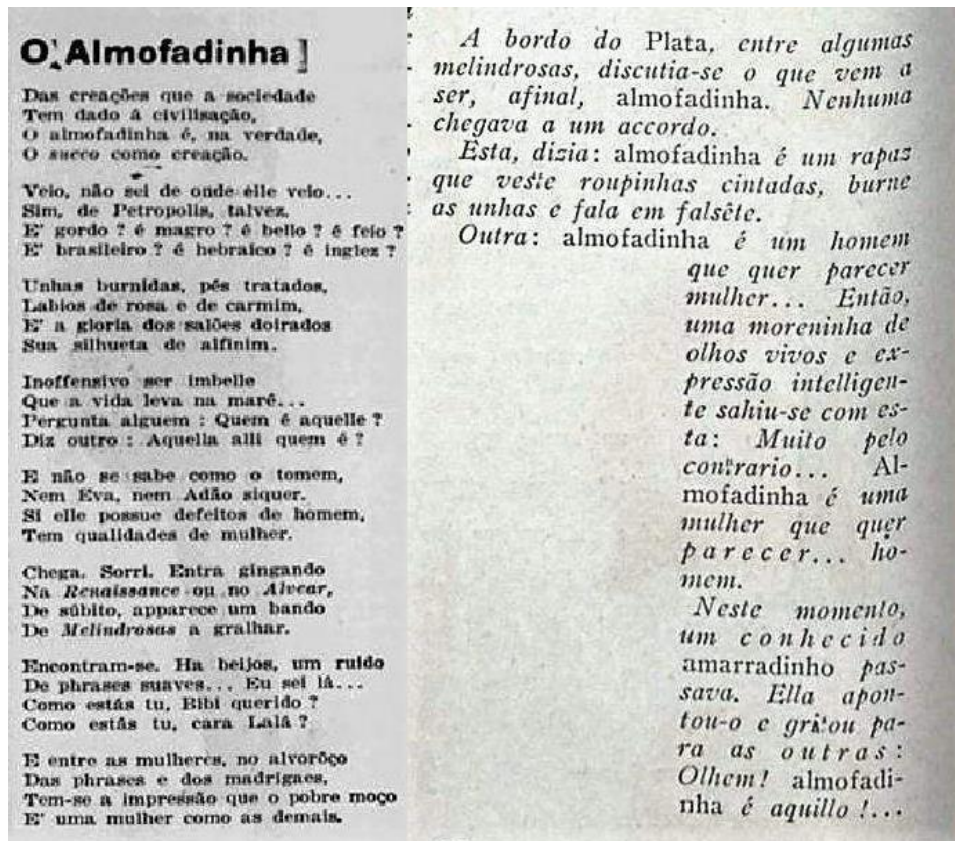 O Almofadinha
Das creações que a sociedade
Tem dado á civilisação,
O almofadinha é, na verdade,
O sueco como creação.
Veio, não sei de onde elle veio...
Sim, de Petropolis, talvez.
E' gordo ? é magro ? é bello ? é feio ?
E' brasileiro ? é hebraico ? é inglez ?
Unhas burnidas, pés tratados,
Labios de rosa e de carmim,
E' a gloria dos salões doirados
Sua silhueta de alfinim.
Inoffensivo ser imbelle
Que a vida leva na maré...
Pergunta alguem : Quem é aquelle ?
Diz outro : Aquella alli quem é ?
E não se sabe como o tomem,
Nem Eva, nem Adão siquer.
Si elle possue defeitos de homem,
Tem qualidades de mulher.
Chega. Sorri. Entra gingando
Na Renaissance ou no Alvear,
De súbito, apparece um bando
De Melindrosas a gralhar.
Encontram-se. Ha beijos, um ruido
De phrases suaves... Eu sei lá...
Como estás tu, Bibi querido ?
Como estás tu, cara Lalá ?
E entre as mulheres, no alvorôço
Das phrases e dos madrigaes,
Tem-se a impressão que o pobre moço
E' uma mulher como as demais.
A bordo do Plata, entre algumas
melindrosas, discutia-se o que vem a
ser, afinal, almofadinha. Nenhuma
chegava a um accordo.
Esta, dizia: almofadinha é um rapaz
que veste roupinhas cintadas, burne
as unhas e fala em falsête.
Outra: almofadinha é um homem
que quer parecer
mulher... Então,
uma moreninha de
olhos vivos e ex-
pressão intelligen-
te sahiu-se com es-
ta: Muito pelo
contrario... Al-
mofadinha é uma
mulher que quer
parecer... ho-
mem.
Neste momento,
um conhecido
amarradinho pas-
sava. Ella apon-
tou-o e gritou pa-
ra as outras:
Olhem! almofadi-
nha é aquillo !...